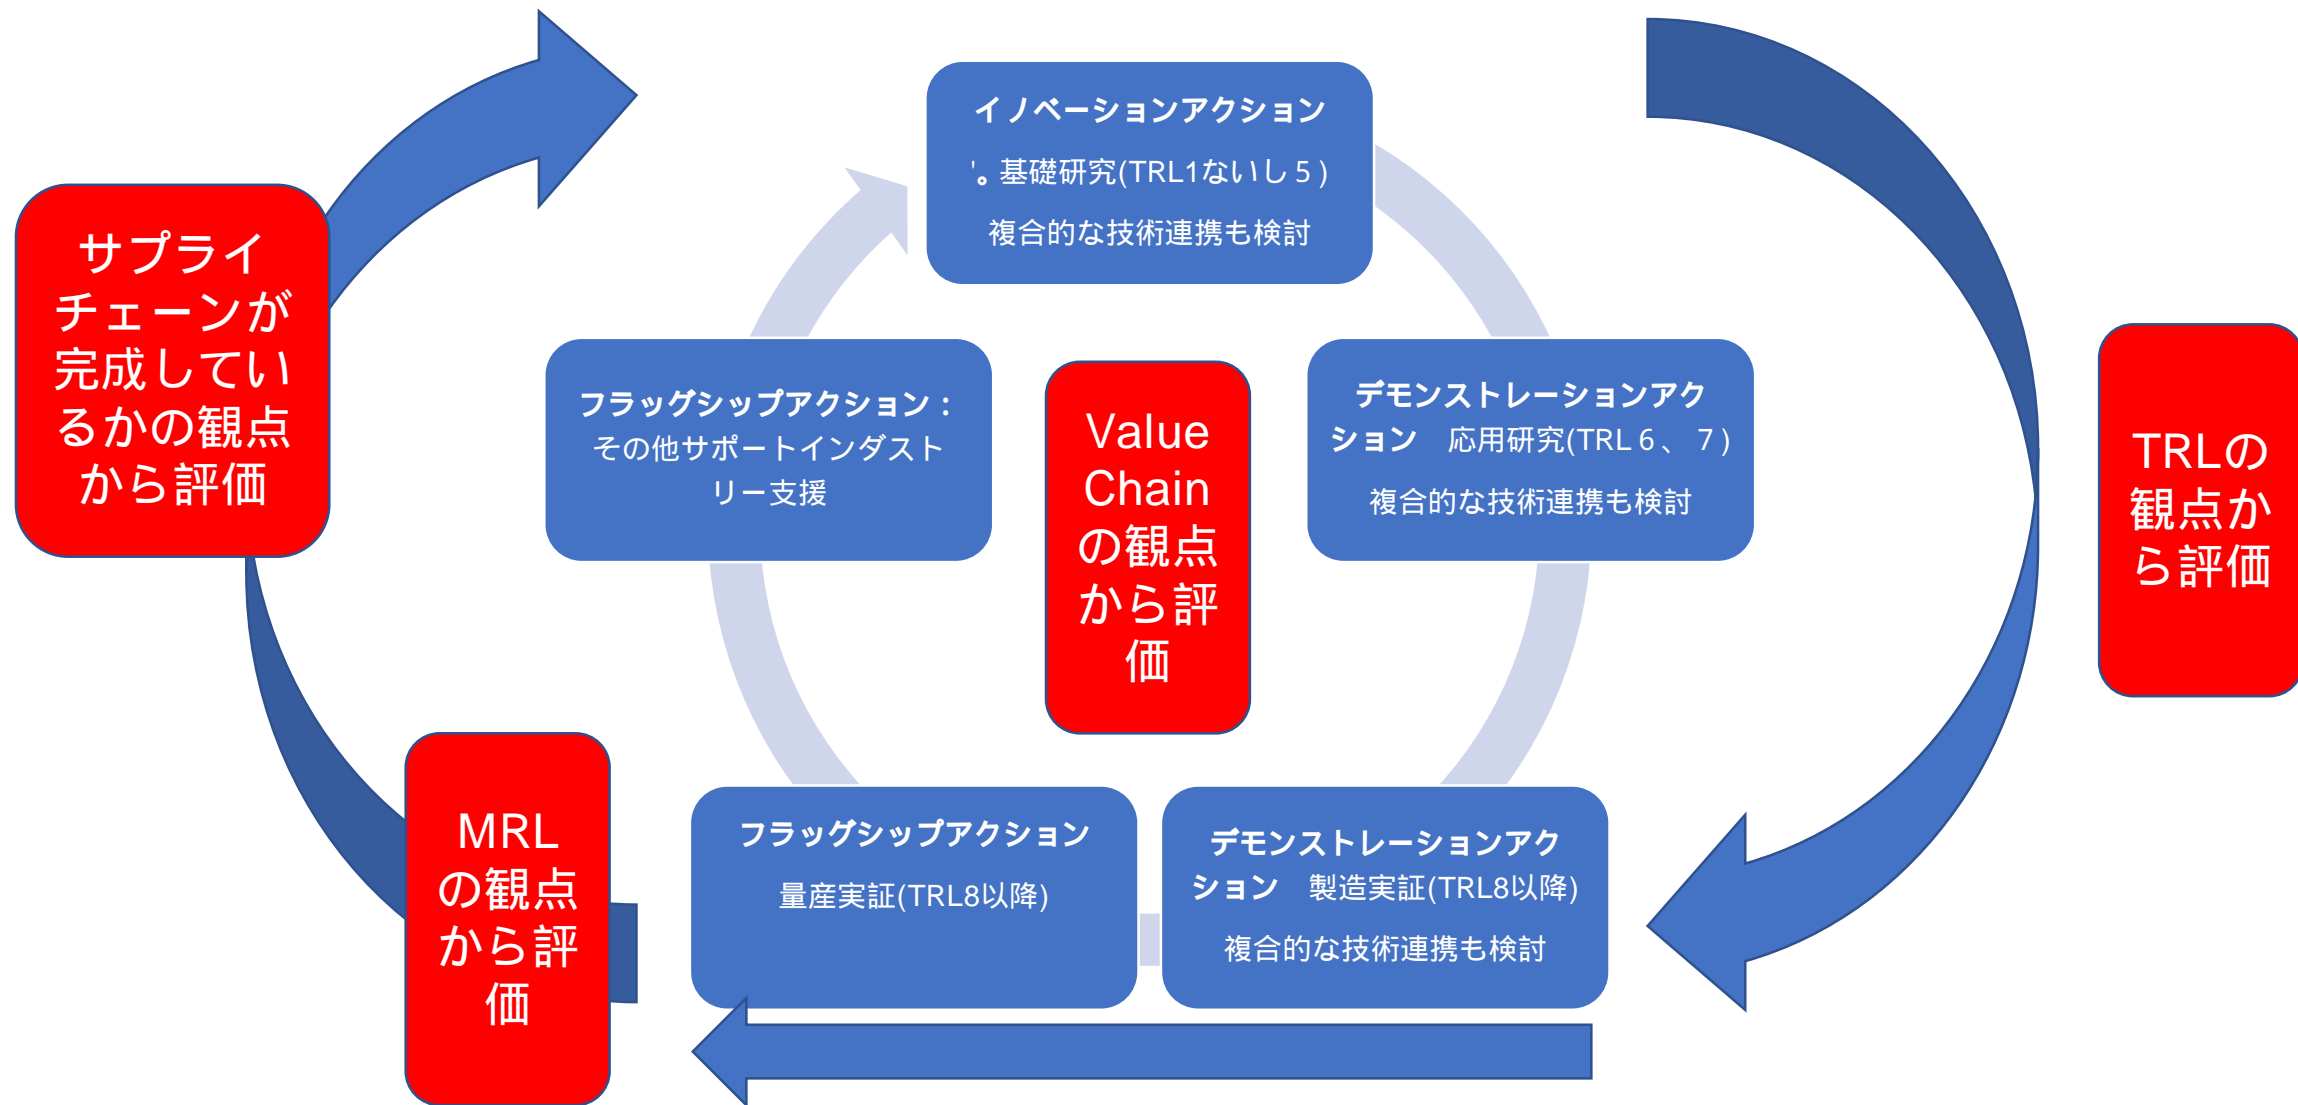 イノベーションアクション
'。基礎研究(TRL1ないし５)
複合的な技術連携も検討
サプライ
チェーンが
完成してい
るかの観点
から評価
フラッグシップアクション：
その他サポートインダスト
リー支援
Value
Chain
の観点
から評
価
デモンストレーションアク
ション　応用研究(TRL６、７)
複合的な技術連携も検討
TRLの
観点か
ら評価
MRL
の観点
から評
価
フラッグシップアクション
量産実証(TRL8以降)
デモンストレーションアク
ション　製造実証(TRL8以降)
複合的な技術連携も検討